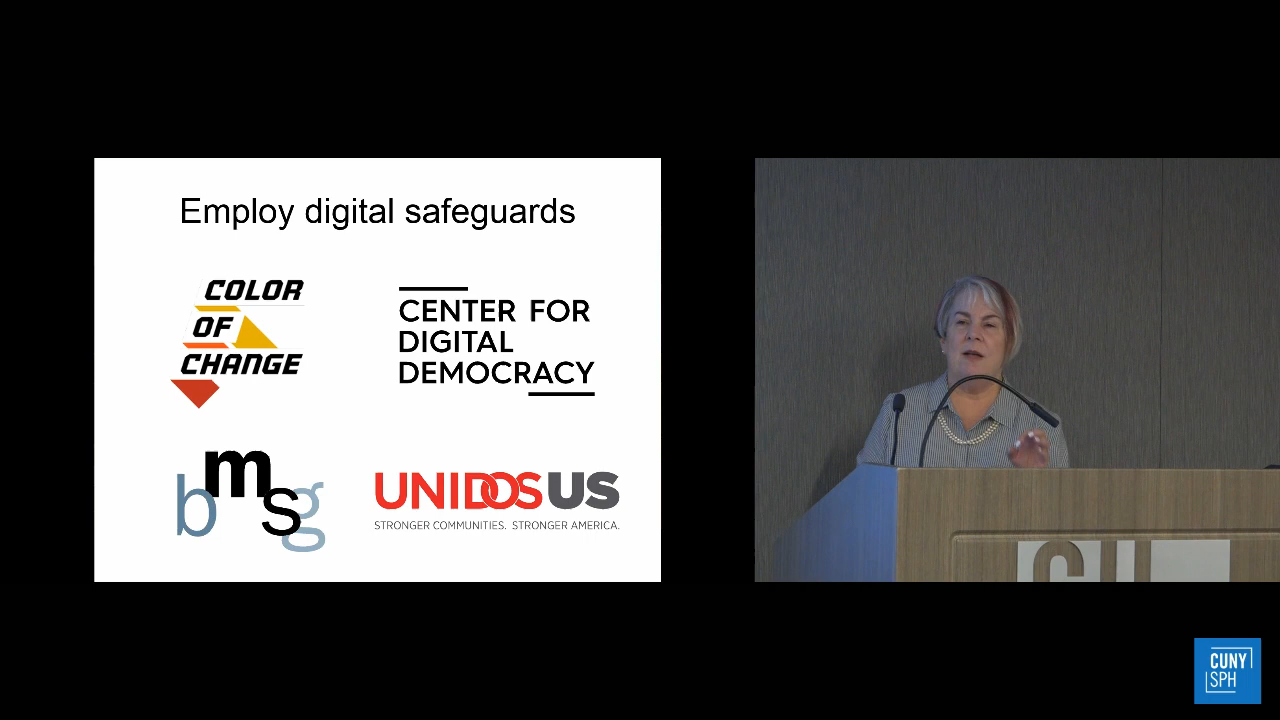 Employ digital safeguards
COLOR
OF
CHANGE
CENTER FOR
DIGITAL
DEMOCRACY
bmsg
UNIDOSUS
STRONGER COMMUNITIES. STRONGER AMERICA.
CUNY
SPH